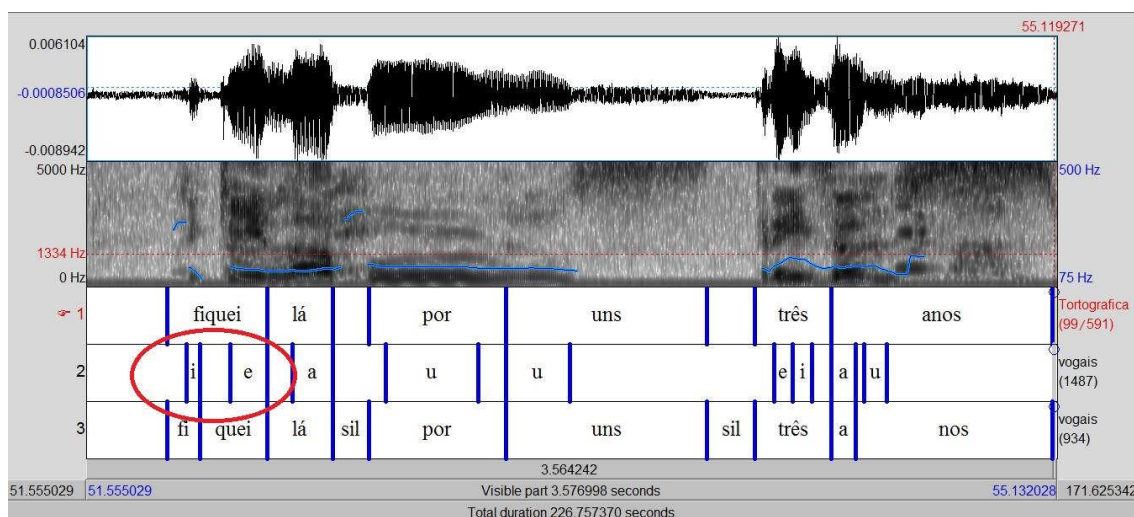 55.119271
0.006104
-0.0008506
-0.008942
5000 Hz 500 Hz
1334 Hz
0 Hz 75 Hz
1 fiquei lá por uns três anos Tortografica (99/591)
2 i e a u u e i a u vogais (1487)
3 fi quei lá sil por uns sil três a nos vogais (934)
3.564242
51.555029 51.555029 Visible part 3.576998 seconds 55.132028 171.625342
Total duration 226.757370 seconds